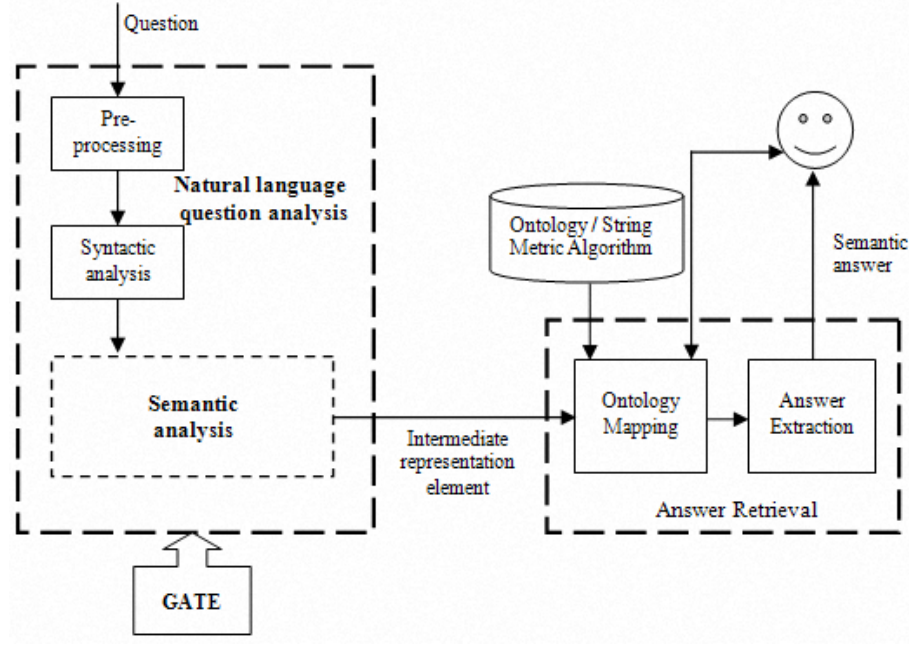 Question
Pre-
processing
Natural language
question analysis
Syntactic
analysis
Semantic
analysis
GATE
Intermediate
representation
element
Ontology / String
Metric Algorithm
Ontology
Mapping
Answer
Extraction
Answer Retrieval
Semantic
answer